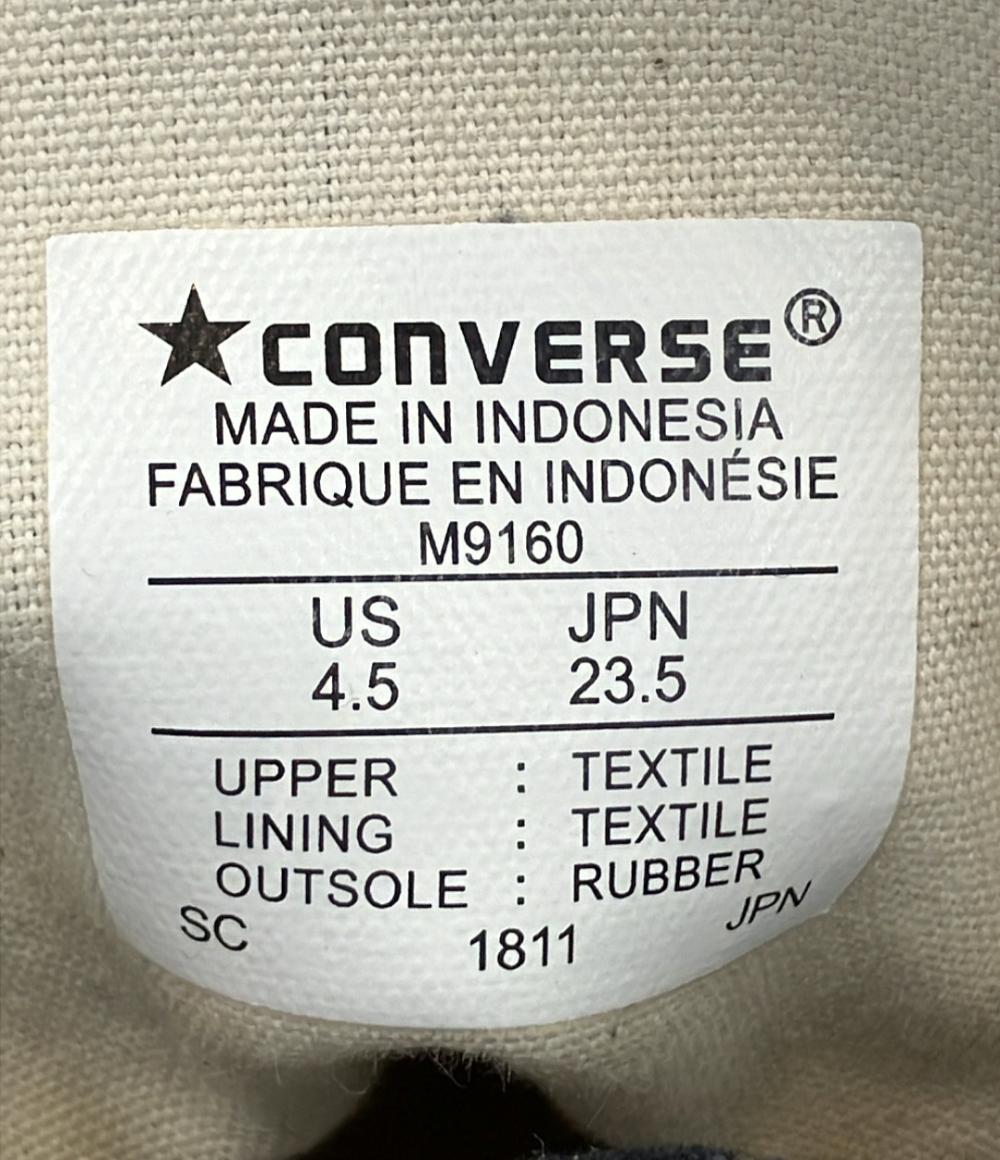 ★CONVERSE®
MADE IN INDONESIA
FABRIQUE EN INDONÉSIE
M9160
US JPN
4.5 23.5
UPPER : TEXTILE
LINING : TEXTILE
OUTSOLE : RUBBER
SC 1811 JPN